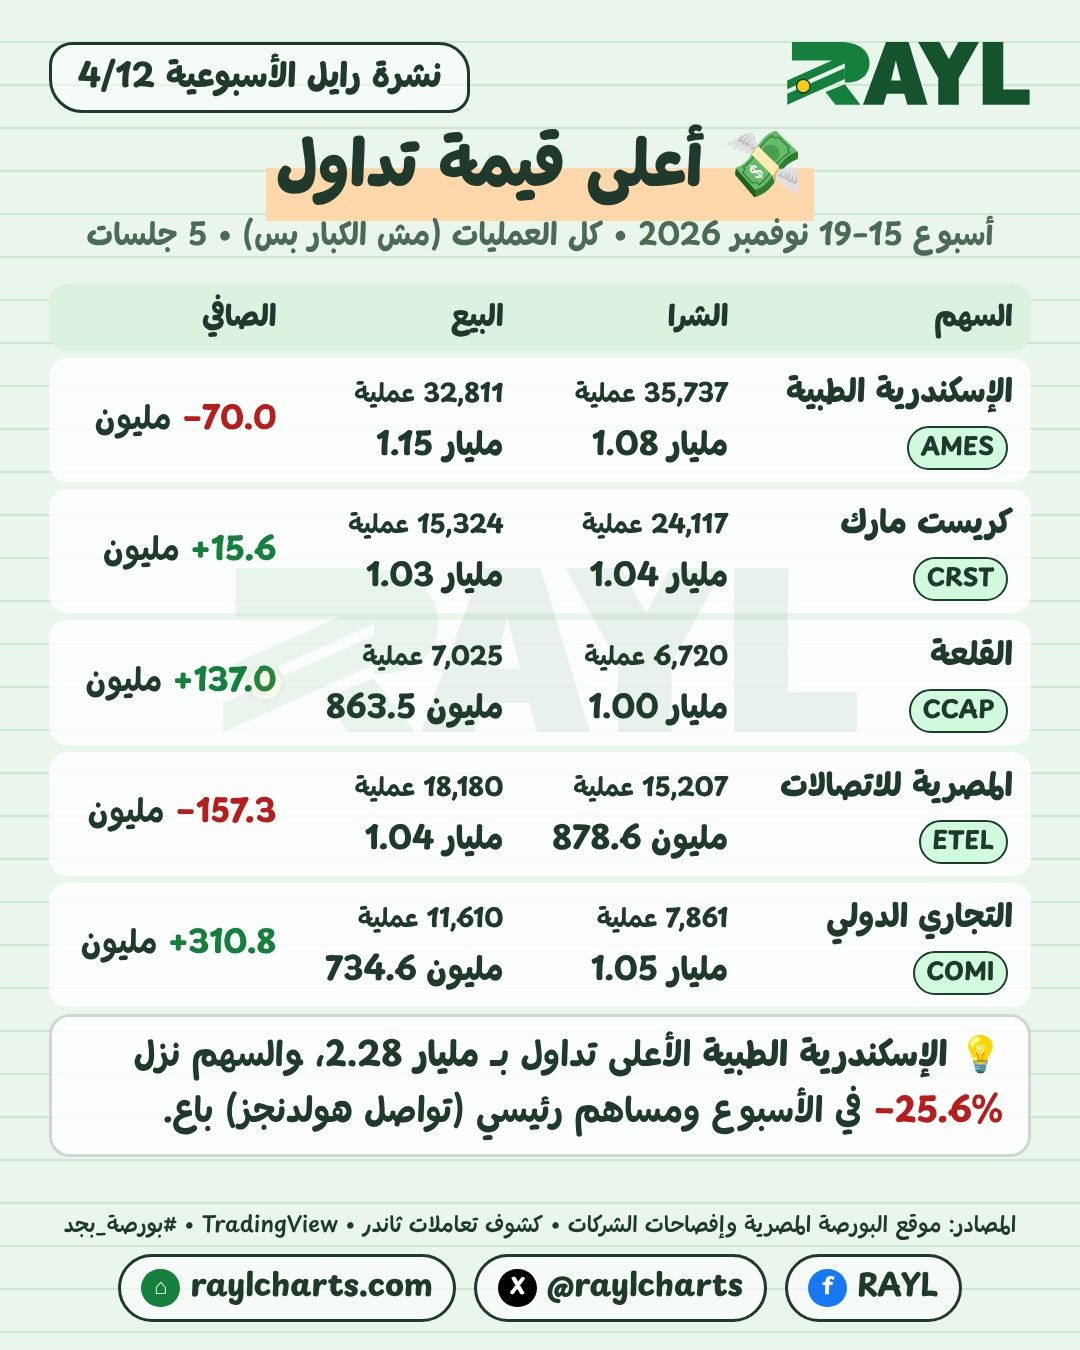 RAYL
نشرة رايل الأسبوعية 4/12
💸 أعلى قيمة تداول
أسبوع 15-19 نوفمبر 2026 • كل العمليات (مش الكبار بس) • 5 جلسات
السهم الشرا البيع الصافي
الإسكندرية الطبية 35,737 عملية 32,811 عملية
AMES 1.08 مليار 1.15 مليار -70.0 مليون
كريست مارك 24,117 عملية 15,324 عملية
CRST 1.04 مليار 1.03 مليار +15.6 مليون
القلعة 6,720 عملية 7,025 عملية
CCAP 1.00 مليار 863.5 مليون +137.0 مليون
المصرية للاتصالات 15,207 عملية 18,180 عملية
ETEL 878.6 مليون 1.04 مليار -157.3 مليون
التجاري الدولي 7,861 عملية 11,610 عملية
COMI 1.05 مليار 734.6 مليون +310.8 مليون
💡 الإسكندرية الطبية الأعلى تداول بـ 2.28 مليار، والسهم نزل
-25.6% في الأسبوع ومساهم رئيسي (تواصل هولدنجز) باع.
المصادر: موقع البورصة المصرية وإفصاحات الشركات • كشوف تعاملات ثاندر • TradingView • #بورصة_بجد
RAYL
@raylcharts
raylcharts.com